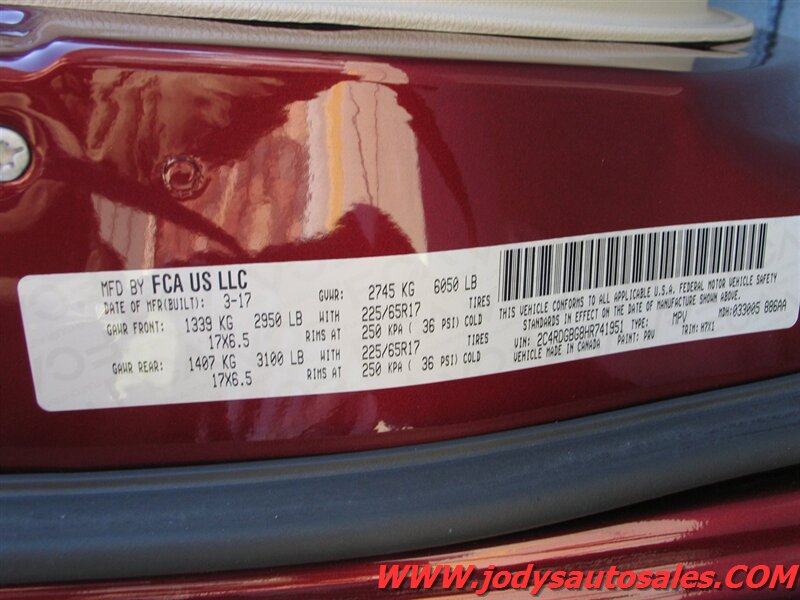 MFD BY FCA US LLC
DATE OF MFR(BUILT): 3-17 GVWR: 2745 KG 6050 LB
GAWR FRONT: 1339 KG 2950 LB WITH 225/65R17 TIRES
17X6.5 RIMS AT 250 KPA ( 36 PSI) COLD
GAWR REAR: 1407 KG 3100 LB WITH 225/65R17 TIRES
17X6.5 RIMS AT 250 KPA ( 36 PSI) COLD
THIS VEHICLE CONFORMS TO ALL APPLICABLE U.S.A. FEDERAL MOTOR VEHICLE SAFETY
STANDARDS IN EFFECT ON THE DATE OF MANUFACTURE SHOWN ABOVE.
VIN: 2C4RDGBG8HR741951 TYPE: MPV MDH:033005 886AA
VEHICLE MADE IN CANADA PAINT: PRV TRIM: H7X1
www.jodysautosales.com